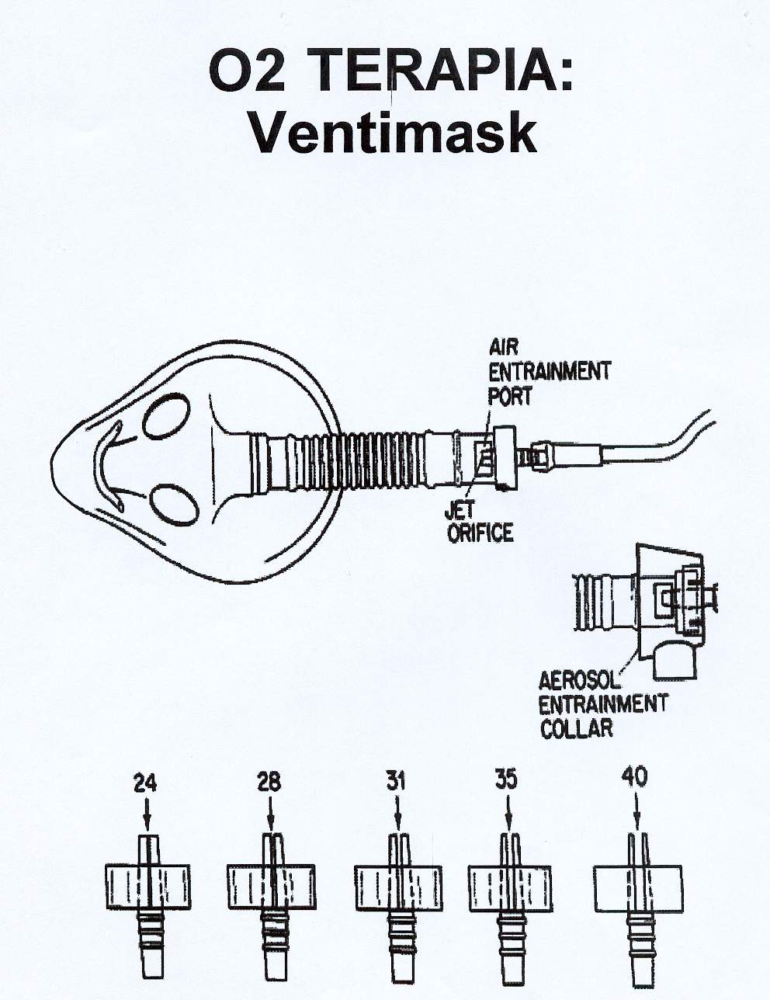 O2 TERAPIA:
Ventimask
AIR
ENTRAINMENT
PORT
JET
ORIFICE
AEROSOL
ENTRAINMENT
COLLAR
24 28 31 35 40